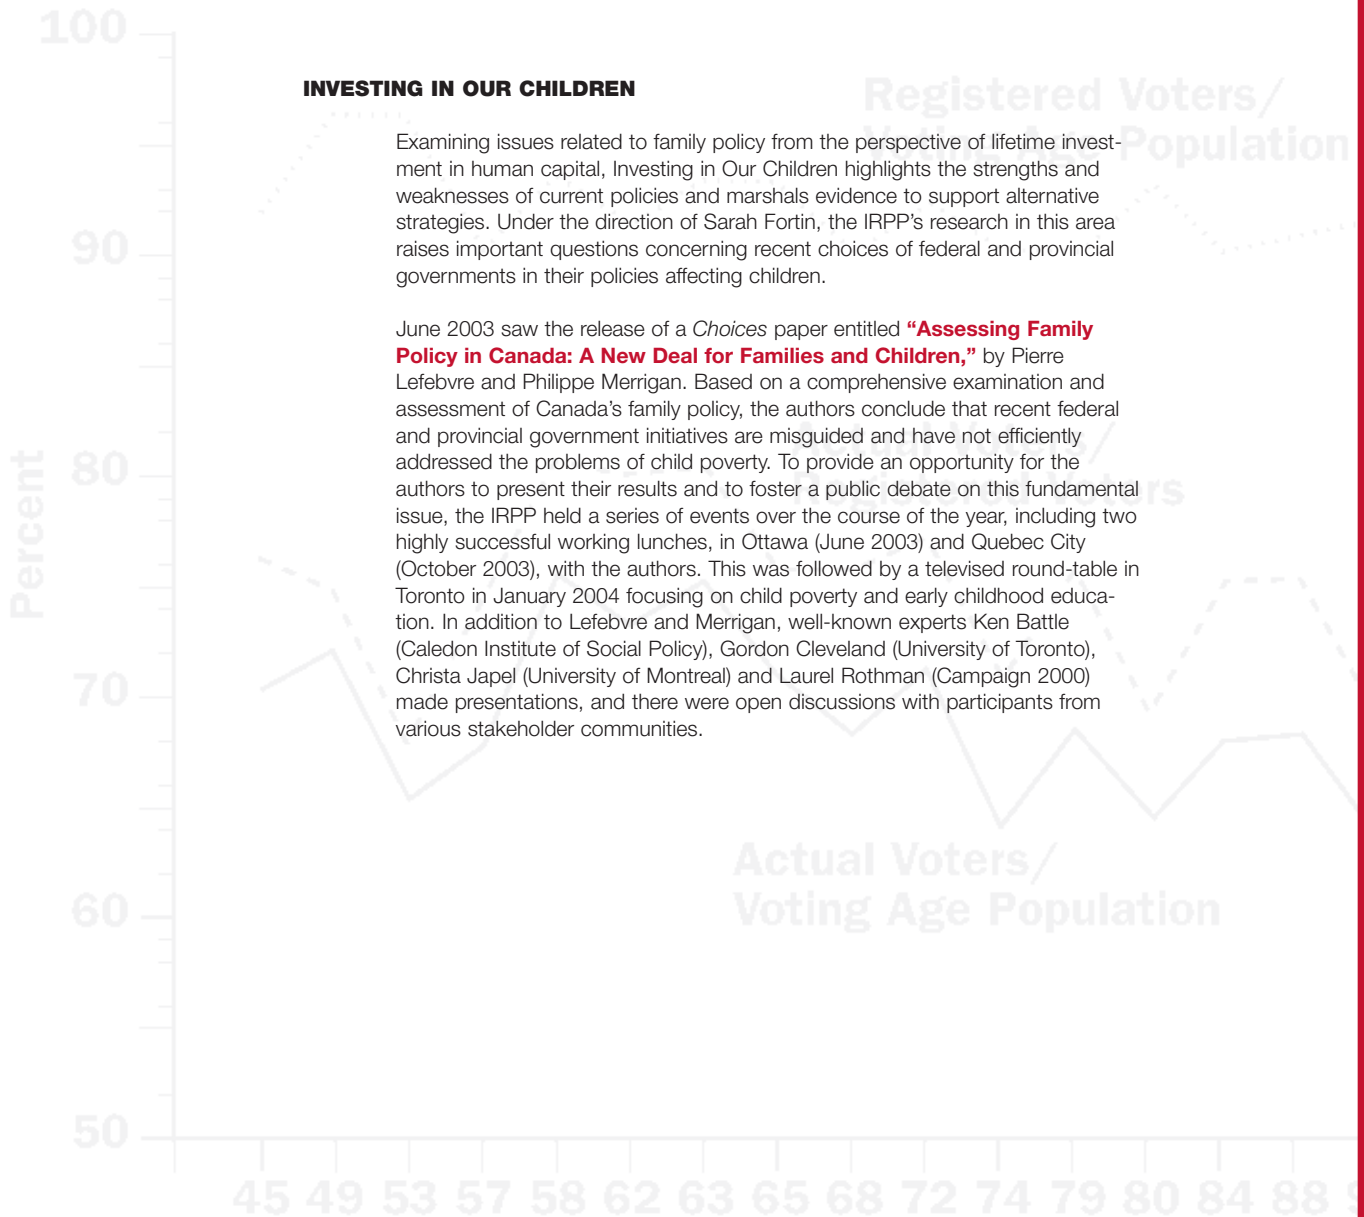 100
INVESTING IN OUR CHILDREN
Registered Voters/
Voting Age Population
Examining issues related to family policy from the perspective of lifetime invest-
ment in human capital, Investing in Our Children highlights the strengths and
weaknesses of current policies and marshals evidence to support alternative
strategies. Under the direction of Sarah Fortin, the IRPP's research in this area
raises important questions concerning recent choices of federal and provincial
governments in their policies affecting children.
90
June 2003 saw the release of a Choices paper entitled “Assessing Family
Policy in Canada: A New Deal for Families and Children,” by Pierre
Lefebvre and Philippe Merrigan. Based on a comprehensive examination and
assessment of Canada’s family policy, the authors conclude that recent federal
and provincial government initiatives are misguided and have not efficiently
addressed the problems of child poverty. To provide an opportunity for the
authors to present their results and to foster a public debate on this fundamental
issue, the IRPP held a series of events over the course of the year, including two
highly successful working lunches, in Ottawa (June 2003) and Quebec City
(October 2003), with the authors. This was followed by a televised round-table in
Toronto in January 2004 focusing on child poverty and early childhood educa-
tion. In addition to Lefebvre and Merrigan, well-known experts Ken Battle
(Caledon Institute of Social Policy), Gordon Cleveland (University of Toronto),
Christa Japel (University of Montreal) and Laurel Rothman (Campaign 2000)
made presentations, and there were open discussions with participants from
various stakeholder communities.
Actual Voters/
Registered Voters
80
Percent
70
Actual Voters/
Voting Age Population
60
50
45 49 53 57 58 62 63 65 68 72 74 79 80 84 88